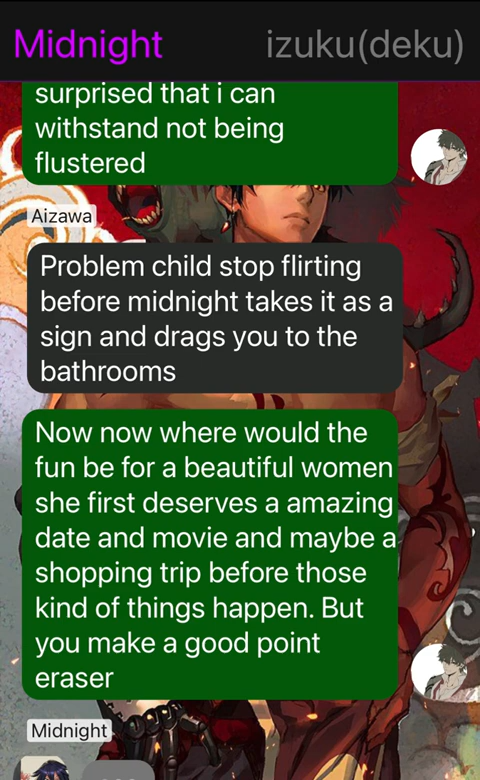 Midnight izuku(deku)
surprised that i can
withstand not being
flustered
Aizawa
Problem child stop flirting
before midnight takes it as a
sign and drags you to the
bathrooms
Now now where would the
fun be for a beautiful women
she first deserves a amazing
date and movie and maybe a
shopping trip before those
kind of things happen. But
you make a good point
eraser
Midnight